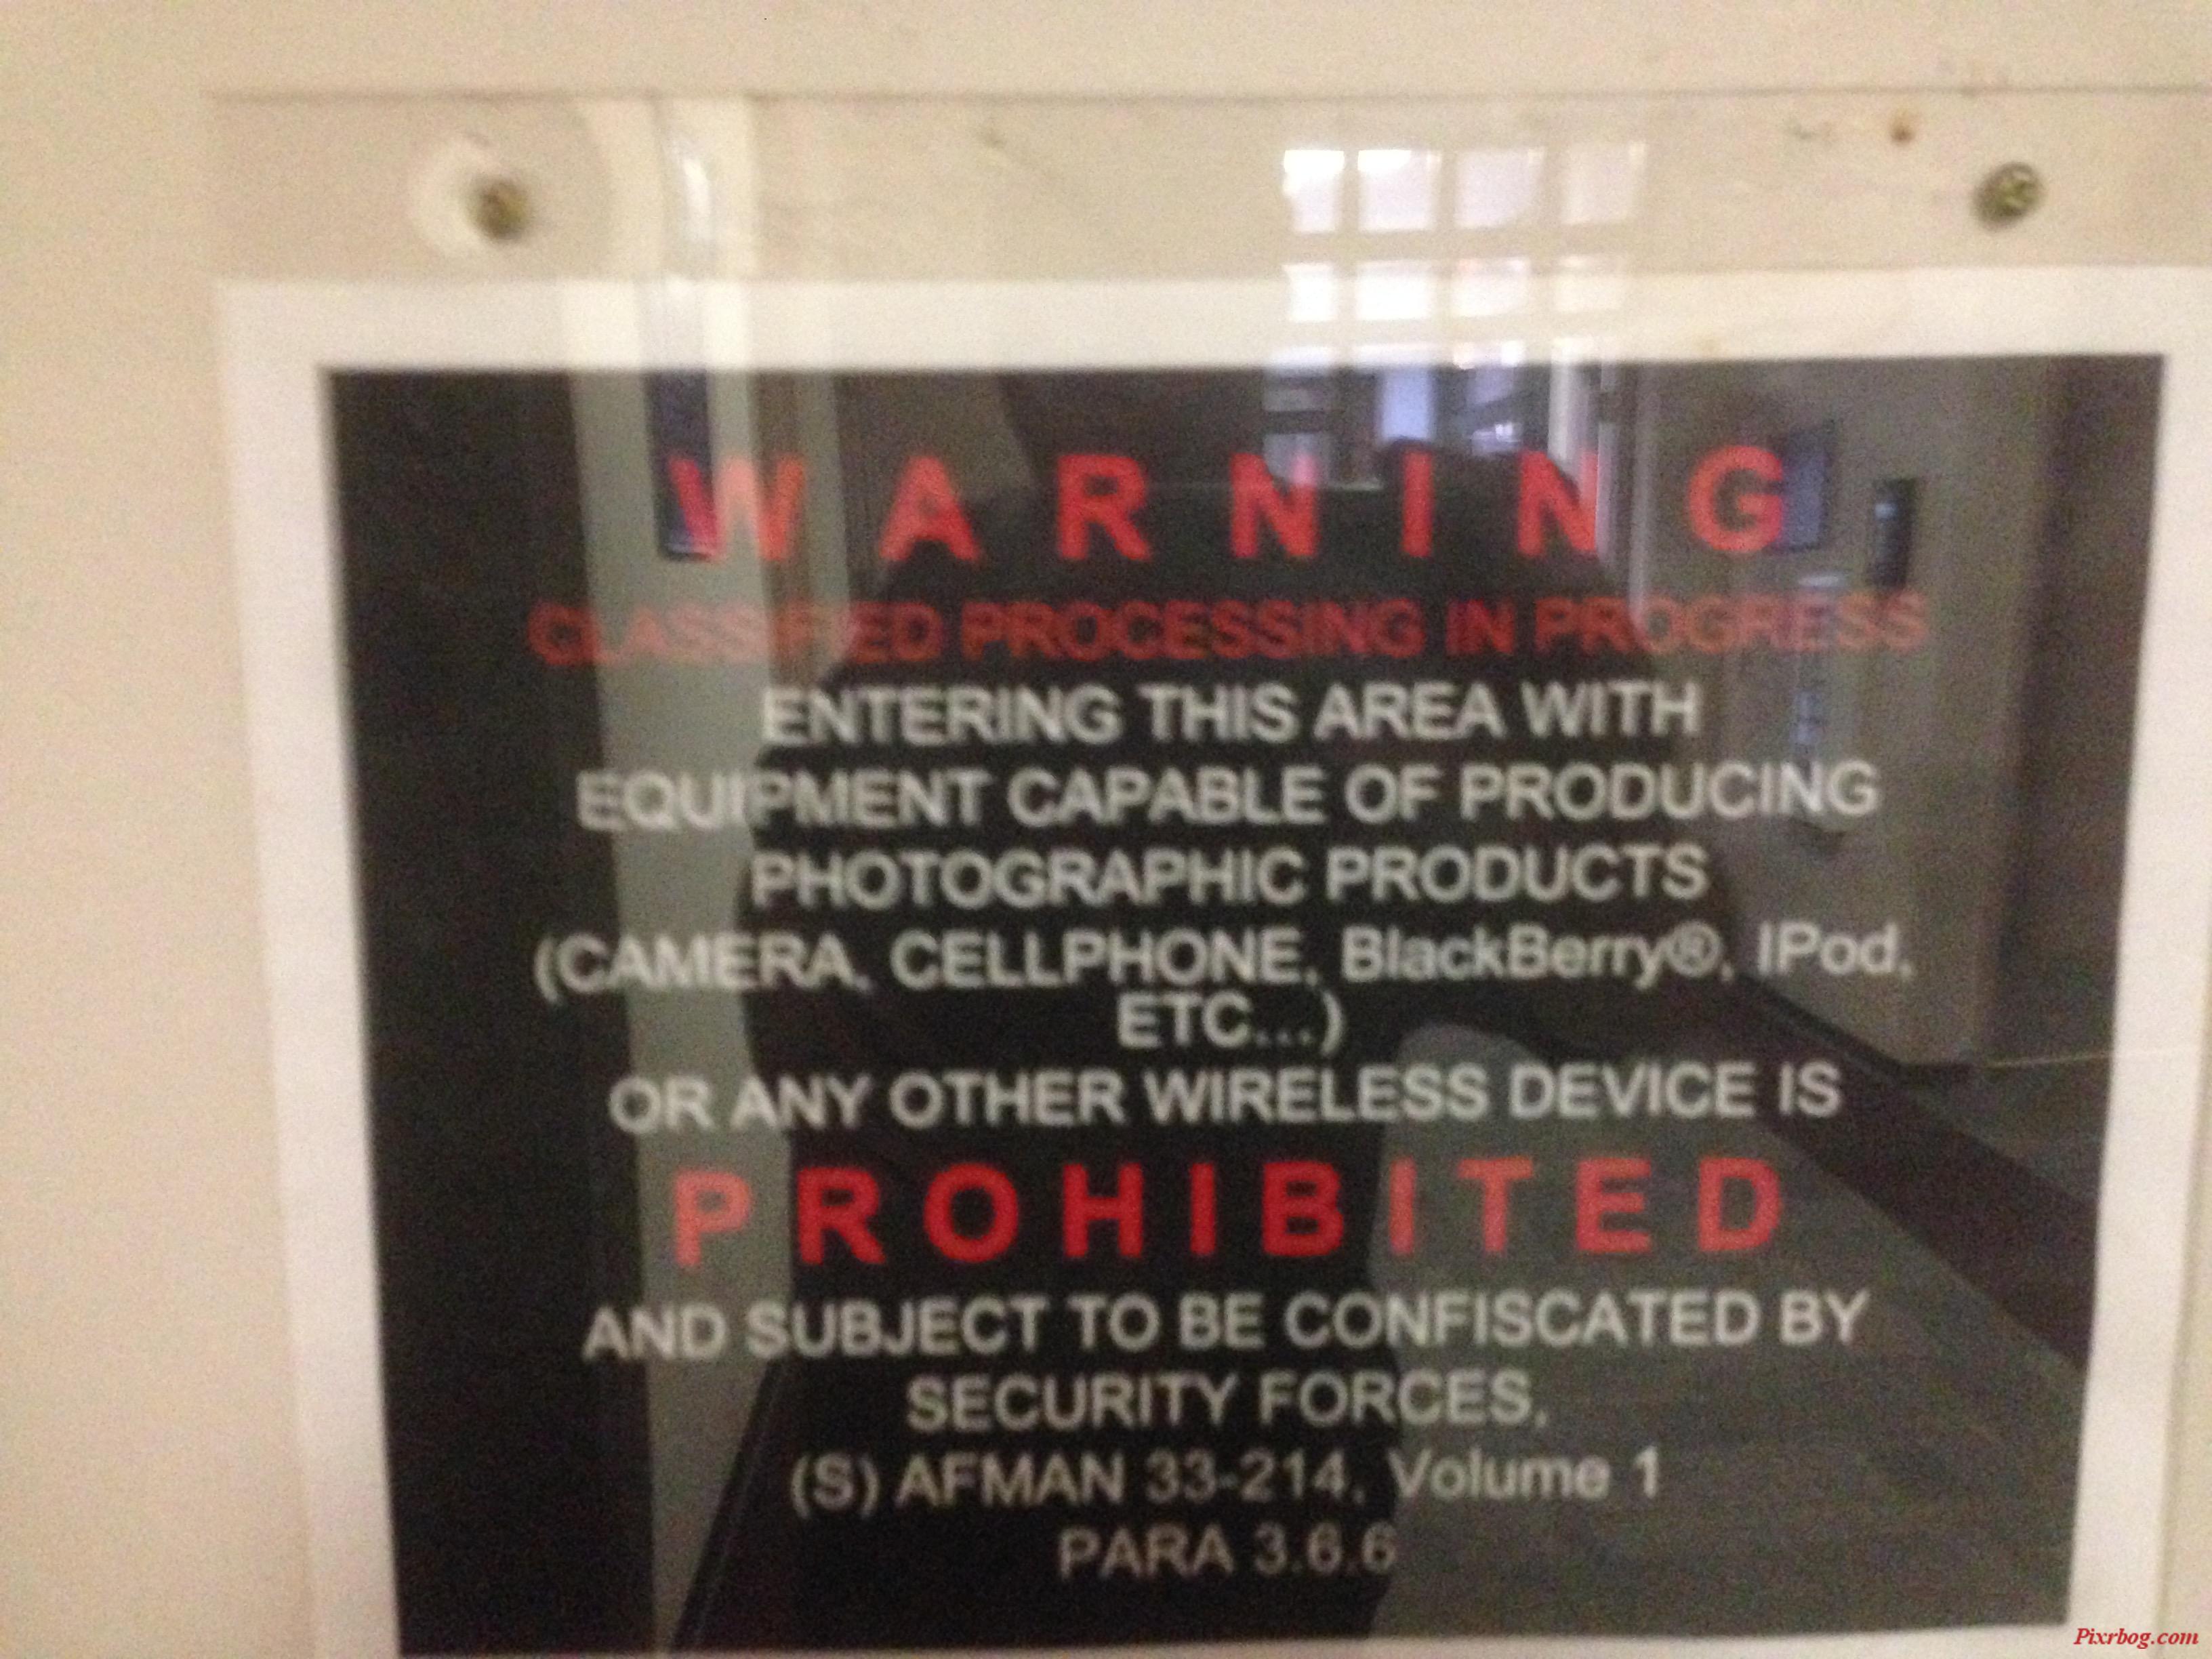 W A R N I N G
CLASSIFIED PROCESSING IN PROGRESS
ENTERING THIS AREA WITH
EQUIPMENT CAPABLE OF PRODUCING
PHOTOGRAPHIC PRODUCTS
(CAMERA, CELLPHONE, BlackBerry®, IPod,
ETC...)
OR ANY OTHER WIRELESS DEVICE IS
P R O H I B I T E D
AND SUBJECT TO BE CONFISCATED BY
SECURITY FORCES,
(S) AFMAN 33-214, Volume 1
PARA 3.6.6
Pixrbog.com